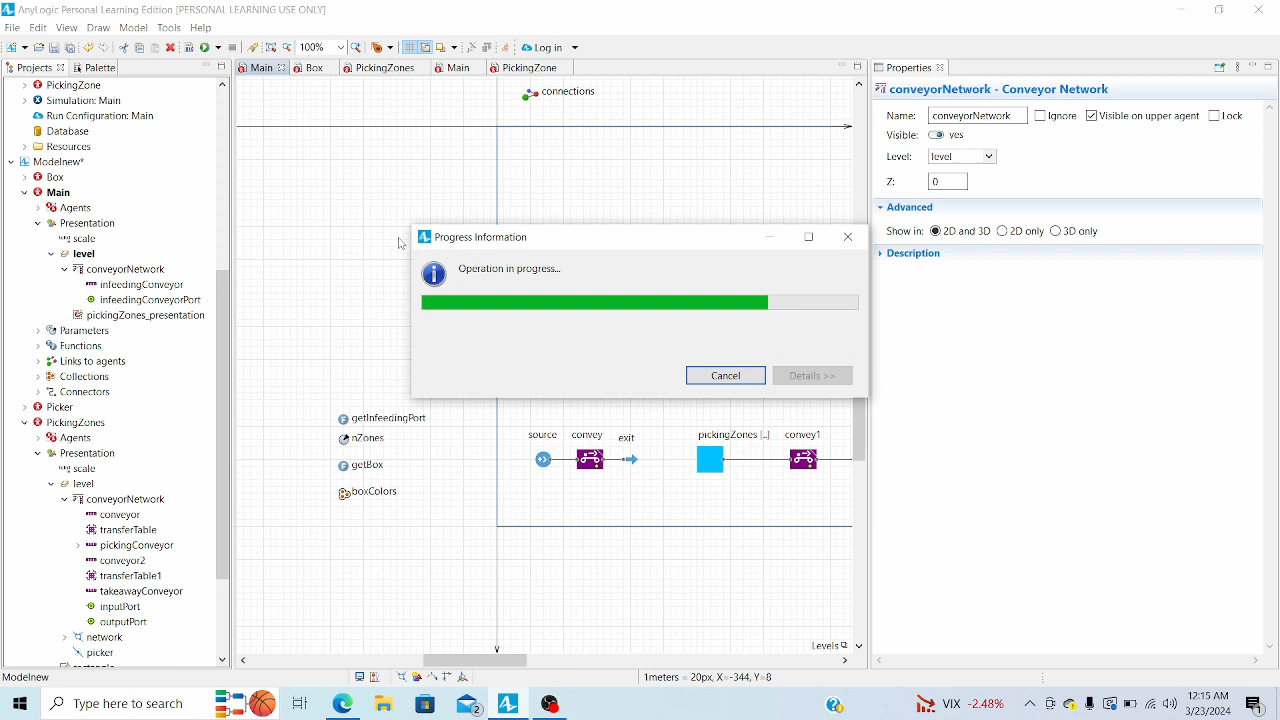 AnyLogic Personal Learning Edition [PERSONAL LEARNING USE ONLY]
File Edit View Draw Model Tools Help
100% Log in
Projects Palette
Main Box PickingZones Main PickingZone
Properties
PickingZone
Simulation: Main
Run Configuration: Main
Database
Resources
Modelnew*
Box
Main
Agents
Presentation
scale
level
conveyorNetwork
infeedingConveyor
infeedingConveyorPort
pickingZones_presentation
Parameters
Functions
Links to agents
Collections
Connectors
Picker
PickingZones
Agents
Presentation
scale
level
conveyorNetwork
conveyor
transferTable
pickingConveyor
conveyor2
transferTable1
takeawayConveyor
inputPort
outputPort
network
picker
connections
Progress Information
Operation in progress...
Cancel Details >>
getInfeedingPort
nZones
getBox
boxColors
source convey exit pickingZones [..] convey1
Levels
conveyorNetwork - Conveyor Network
Name: conveyorNetwork Ignore Visible on upper agent Lock
Visible: yes
Level: level
Z: 0
Advanced
Show in: 2D and 3D 2D only 3D only
Description
Modelnew
1meters = 20px, X=-344, Y=8
Type here to search
2
VIX -2.48%
12:15 AM
3/25/2024
1